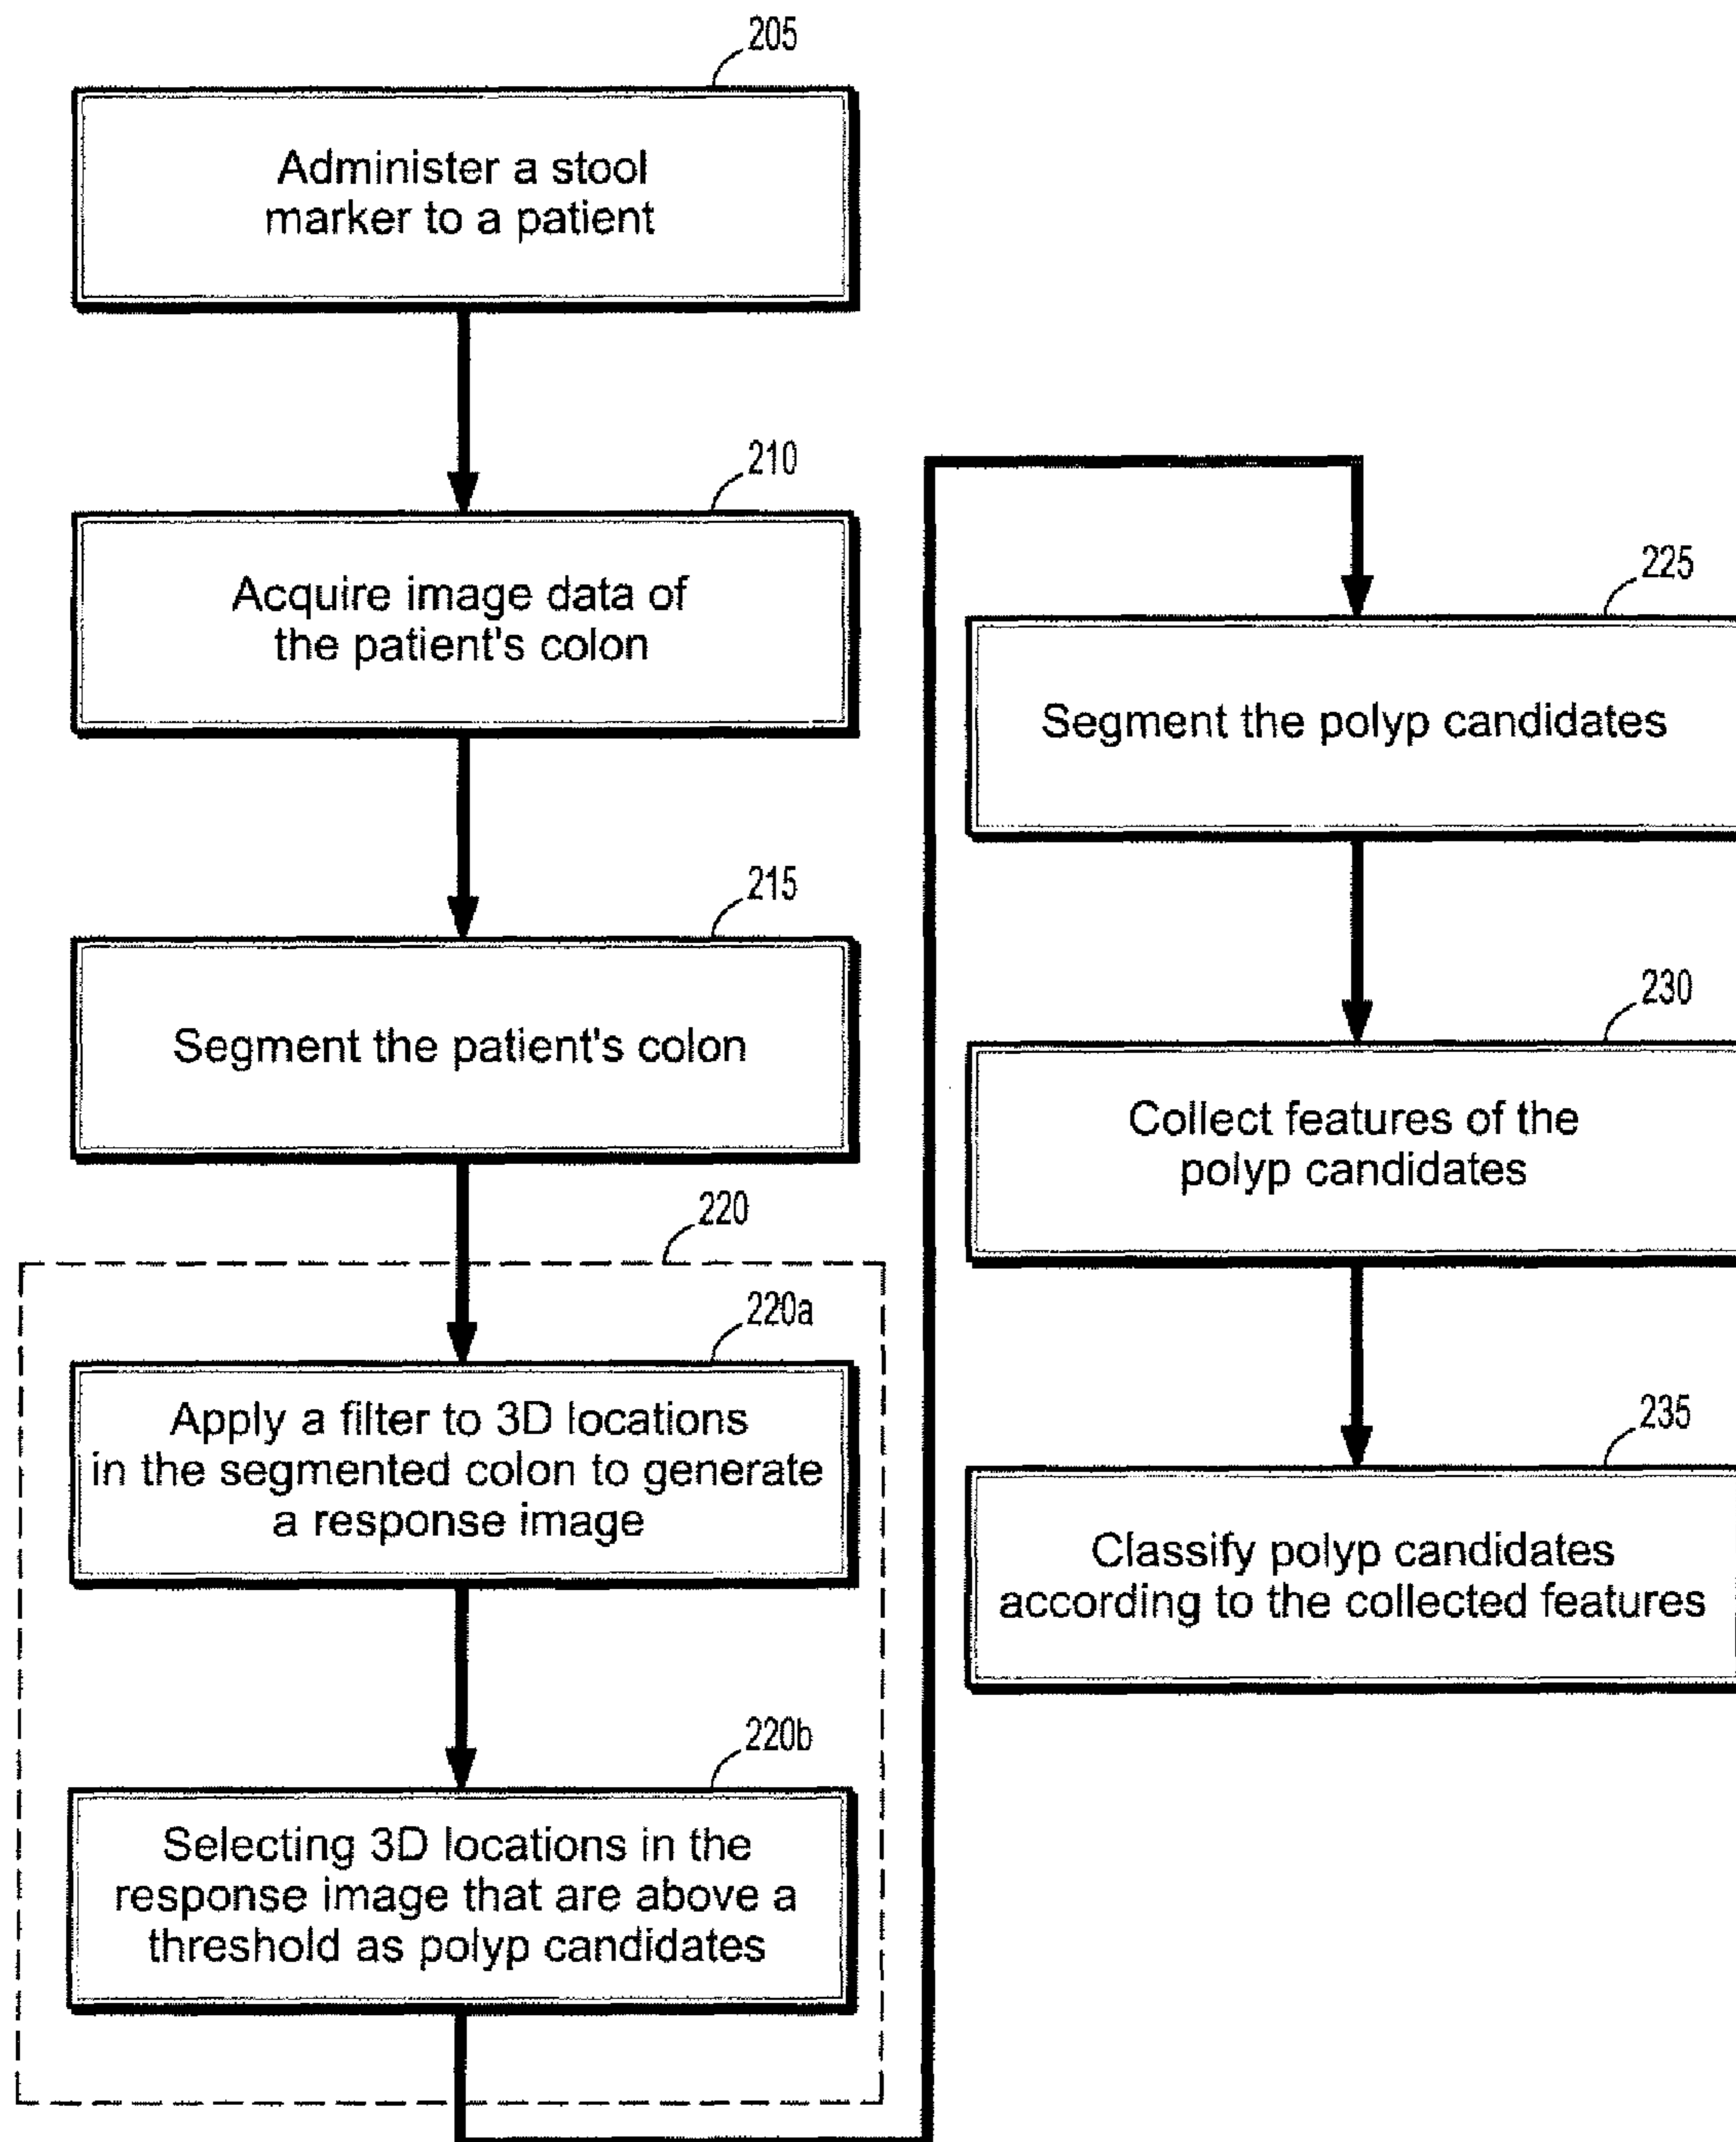 205
Administer a stool
marker to a patient
210
Acquire image data of
the patient's colon
215
Segment the patient's colon
220
220a
Apply a filter to 3D locations
in the segmented colon to generate
a response image
220b
Selecting 3D locations in the
response image that are above a
threshold as polyp candidates
225
Segment the polyp candidates
230
Collect features of the
polyp candidates
235
Classify polyp candidates
according to the collected features